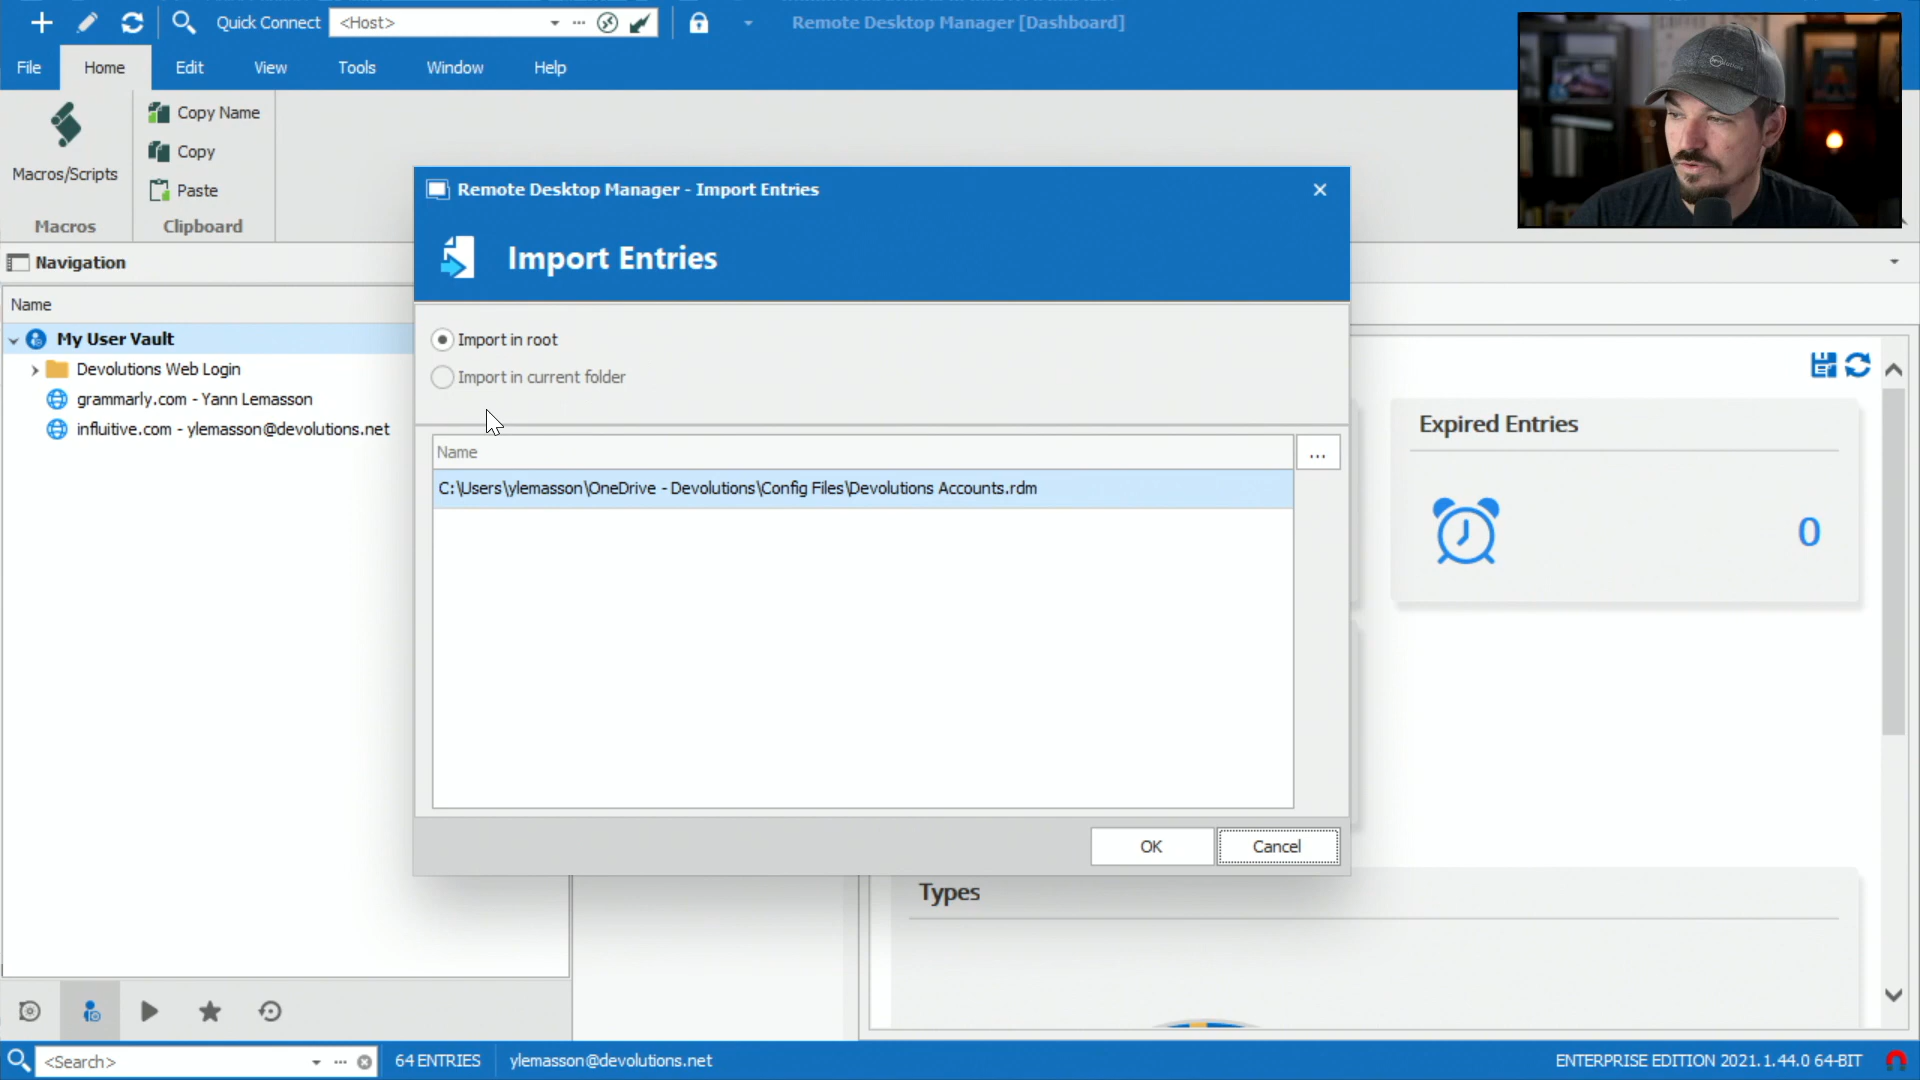 Quick Connect
<Host>
Remote Desktop Manager [Dashboard]
File
Home
Edit
View
Tools
Window
Help
Macros/Scripts
Copy Name
Copy
Paste
Macros
Clipboard
Navigation
Name
My User Vault
Devolutions Web Login
grammarly.com - Yann Lemasson
influitive.com - ylemasson@devolutions.net
Remote Desktop Manager - Import Entries
Import Entries
Import in root
Import in current folder
Name
...
C:\Users\ylemasson\OneDrive - Devolutions\Config Files\Devolutions Accounts.rdm
OK
Cancel
Expired Entries
0
Types
<Search>
64 ENTRIES
ylemasson@devolutions.net
ENTERPRISE EDITION 2021.1.44.0 64-BIT